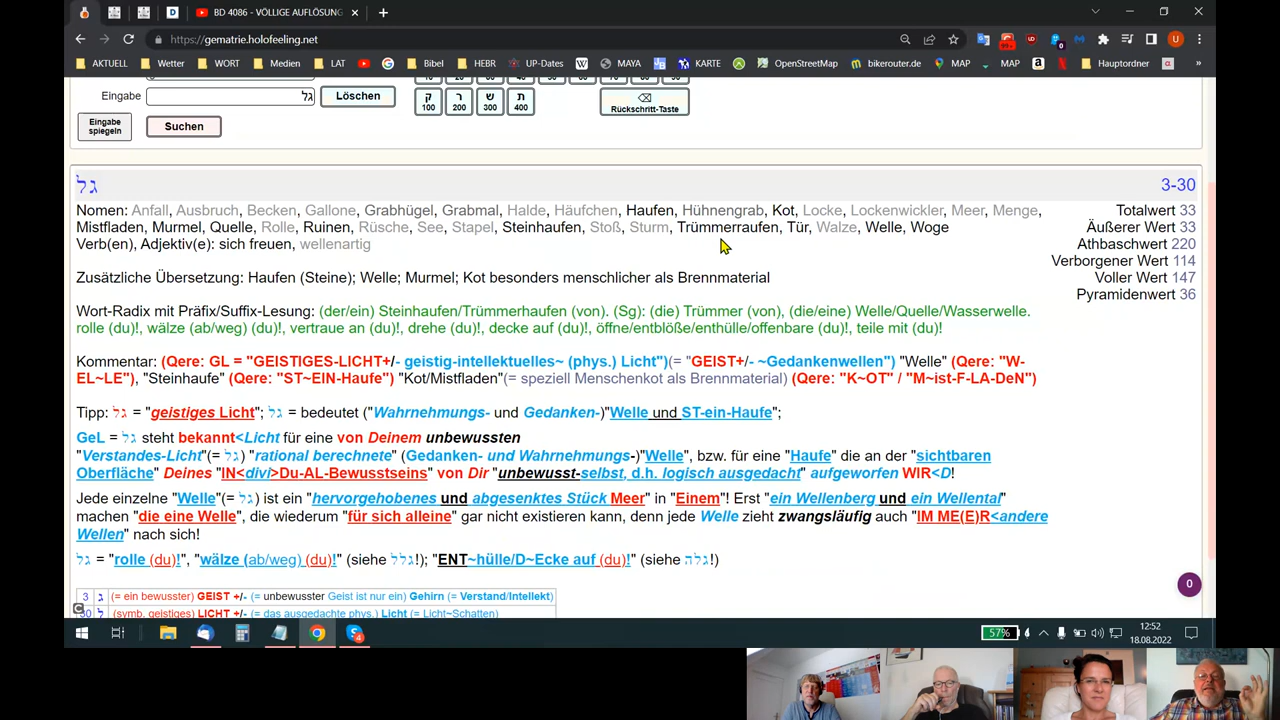 BD 4086 - VÖLLIGE AUFLÖSUNG
https://gematrie.holofeeling.net
AKTUELL Wetter WORT Medien LAT Bibel HEBR UP-Dates MAYA KARTE OpenStreetMap bikerouter.de MAP MAP Hauptordner
Eingabe גל Löschen ק 100 ר 200 ש 300 ת 400 Rückschritt-Taste
Eingabe spiegeln Suchen
גל 3-30
Nomen: Anfall, Ausbruch, Becken, Gallone, Grabhügel, Grabmal, Halde, Häufchen, Haufen, Hühnengrab, Kot, Locke, Lockenwickler, Meer, Menge, Totalwert 33
Mistfladen, Murmel, Quelle, Rolle, Ruinen, Rüsche, See, Stapel, Steinhaufen, Stoß, Sturm, Trümmerraufen, Tür, Walze, Welle, Woge Äußerer Wert 33
Verb(en), Adjektiv(e): sich freuen, wellenartig Athbaschwert 220
Verborgener Wert 114
Zusätzliche Übersetzung: Haufen (Steine); Welle; Murmel; Kot besonders menschlicher als Brennmaterial Voller Wert 147
Pyramidenwert 36
Wort-Radix mit Präfix/Suffix-Lesung: (der/ein) Steinhaufen/Trümmerhaufen (von). (Sg): (die) Trümmer (von), (die/eine) Welle/Quelle/Wasserwelle.
rolle (du)!, wälze (ab/weg) (du)!, vertraue an (du)!, drehe (du)!, decke auf (du)!, öffne/entblöße/enthülle/offenbare (du)!, teile mit (du)!
Kommentar: (Qere: GL = "GEISTIGES-LICHT+/- geistig-intellektuelles~ (phys.) Licht")(= "GEIST+/- ~Gedankenwellen") "Welle" (Qere: "W-
EL~LE"), "Steinhaufe" (Qere: "ST~EIN-Haufe") "Kot/Mistfladen"(= speziell Menschenkot als Brennmaterial) (Qere: "K~OT" / "M~ist-F-LA-DeN")
Tipp: גל = "geistiges Licht"; גל = bedeutet ("Wahrnehmungs- und Gedanken-)"Welle und ST-ein-Haufe";
GeL = גל steht bekannt<Licht für eine von Deinem unbewussten
"Verstandes-Licht"(= גל) "rational berechnete" (Gedanken- und Wahrnehmungs-)"Welle", bzw. für eine "Haufe" die an der "sichtbaren
Oberfläche" Deines "IN<divi>Du-AL-Bewusstseins" von Dir "unbewusst-selbst, d.h. logisch ausgedacht" aufgeworfen WIR<D!
Jede einzelne "Welle"(= גל) ist ein "hervorgehobenes und abgesenktes Stück Meer" in "Einem"! Erst "ein Wellenberg und ein Wellental"
machen "die eine Welle", die wiederum "für sich alleine" gar nicht existieren kann, denn jede Welle zieht zwangsläufig auch "IM ME(E)R<andere
Wellen" nach sich!
גל = "rolle (du)!", "wälze (ab/weg) (du)!" (siehe גלל!); "ENT~hülle/D~Ecke auf (du)!" (siehe גלה!)
3 ג (= ein bewusster) GEIST +/- (= unbewusster Geist ist nur ein) Gehirn (= Verstand/Intellekt) 0
30 ל (symb. geistiges) LICHT +/- (= das ausgedachte phys.) Licht (= Licht~Schatten)
57% 12:52
18.08.2022